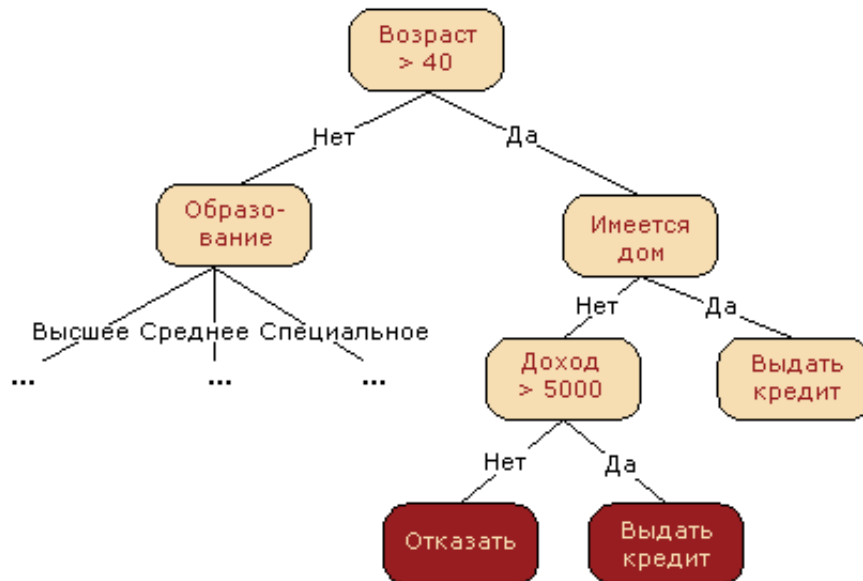 Возраст
> 40
Нет
Да
Образо-
вание
Имеется
дом
Высшее Среднее Специальное
Нет
Да
... ... ...
Доход
> 5000
Выдать
кредит
Нет
Да
Отказать
Выдать
кредит